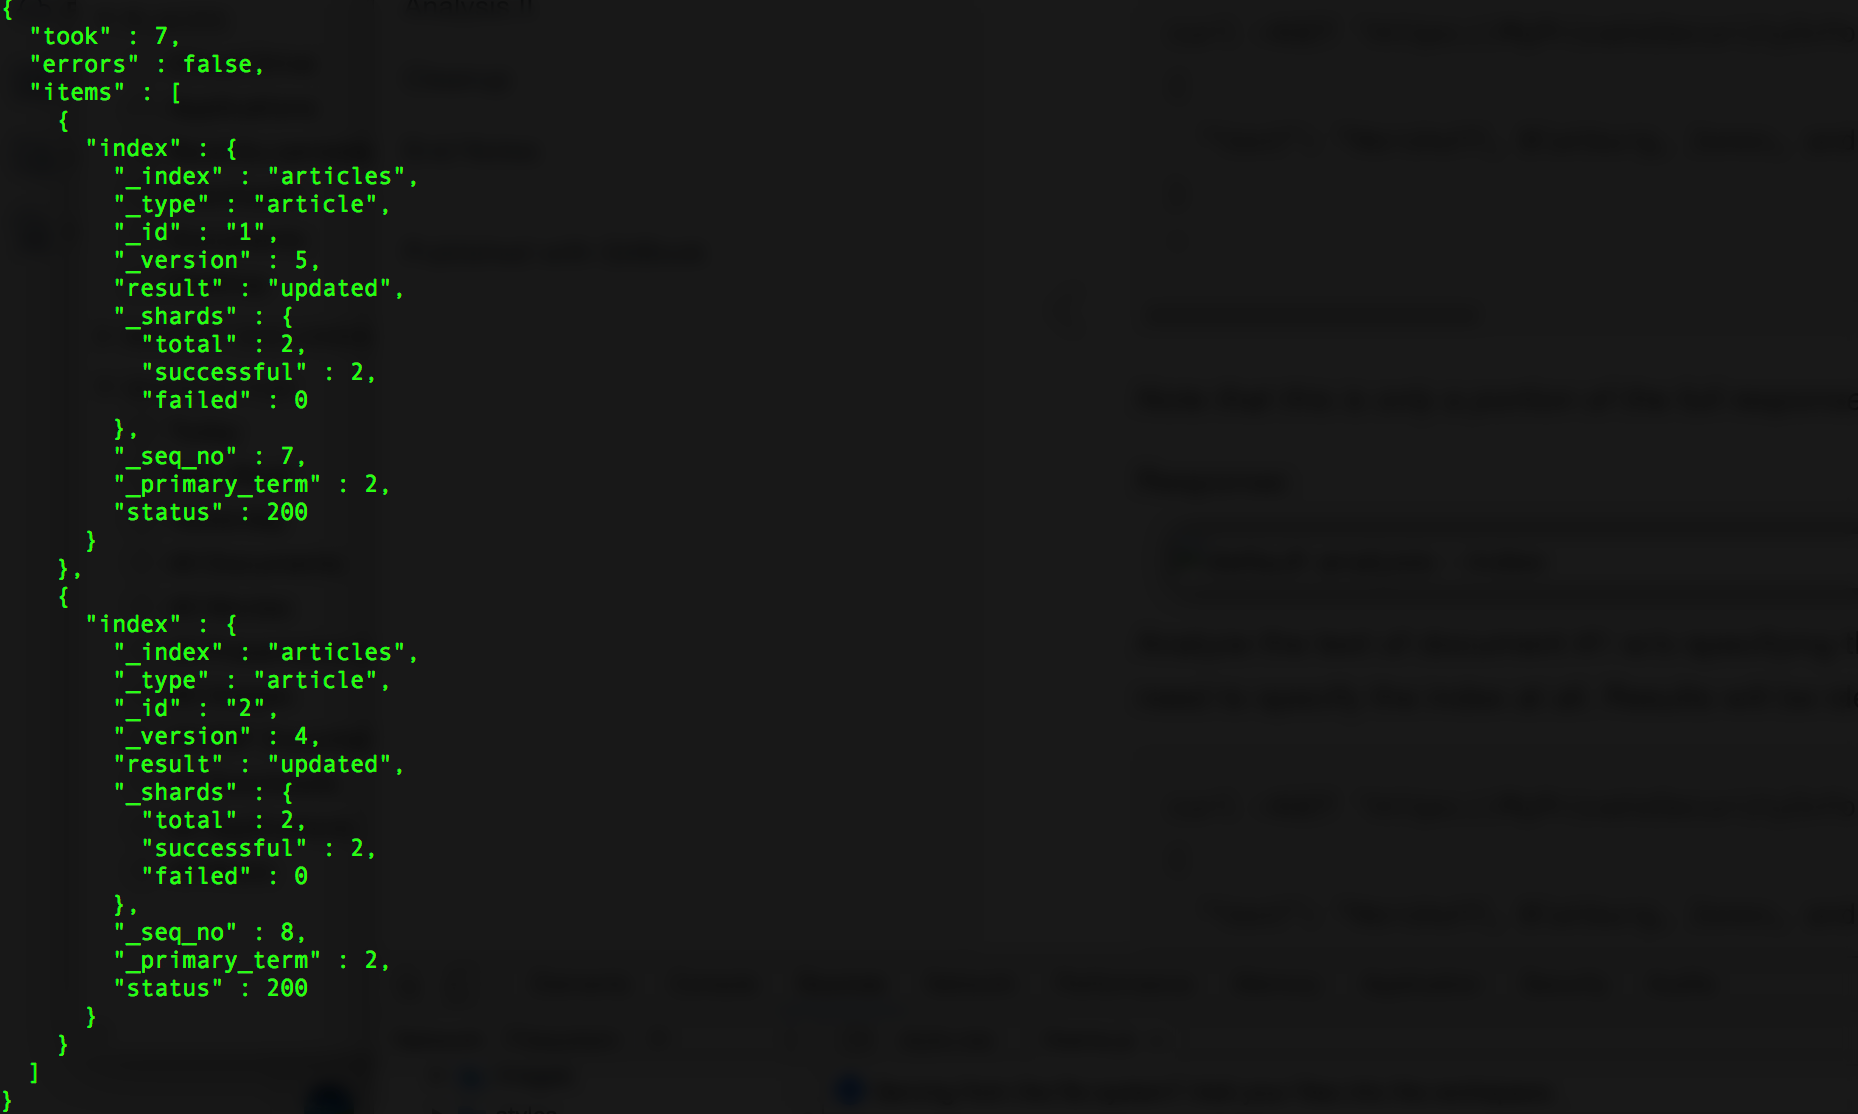 {
  "took" : 7,
  "errors" : false,
  "items" : [
    {
      "index" : {
        "_index" : "articles",
        "_type" : "article",
        "_id" : "1",
        "_version" : 5,
        "result" : "updated",
        "_shards" : {
          "total" : 2,
          "successful" : 2,
          "failed" : 0
        },
        "_seq_no" : 7,
        "_primary_term" : 2,
        "status" : 200
      }
    },
    {
      "index" : {
        "_index" : "articles",
        "_type" : "article",
        "_id" : "2",
        "_version" : 4,
        "result" : "updated",
        "_shards" : {
          "total" : 2,
          "successful" : 2,
          "failed" : 0
        },
        "_seq_no" : 8,
        "_primary_term" : 2,
        "status" : 200
      }
    }
  ]
}